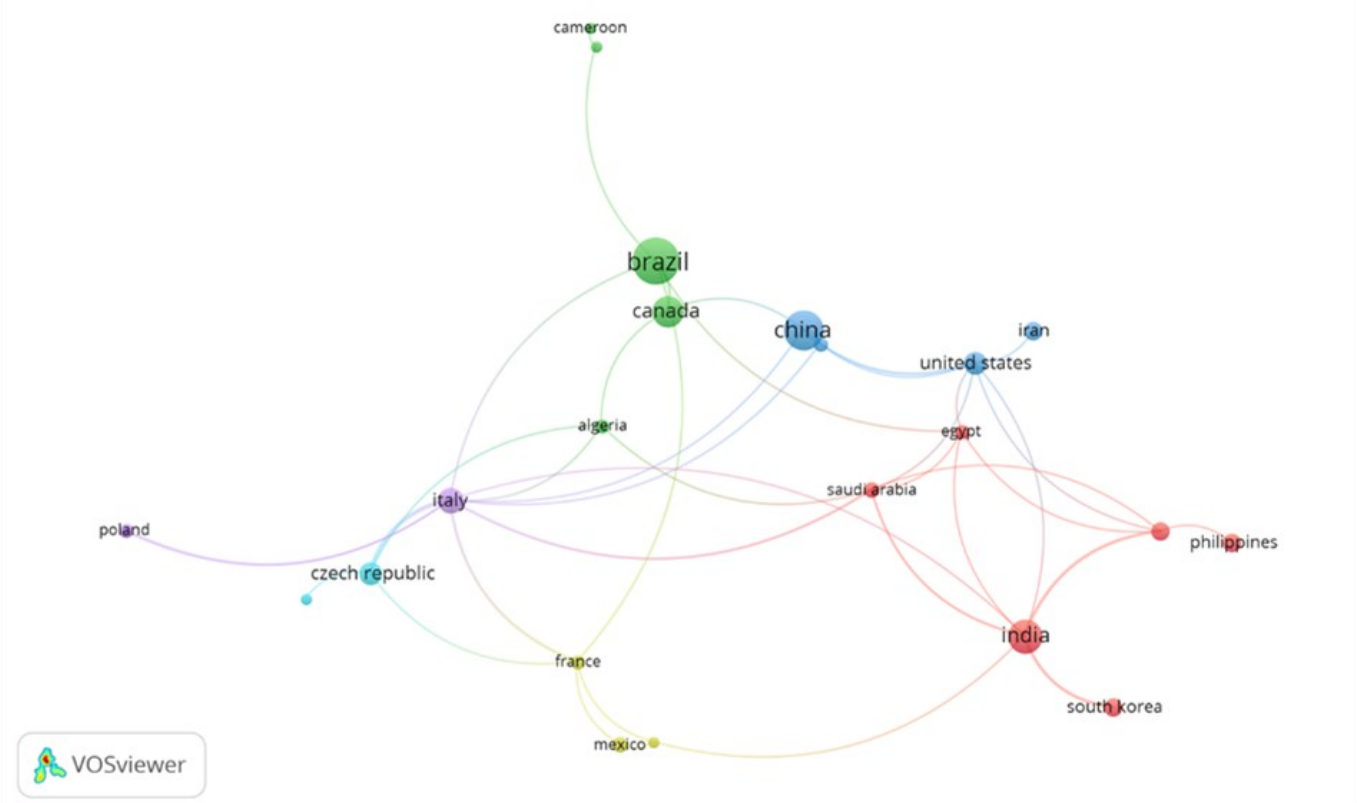 cameroon
brazil
canada
china
iran
united states
algeria
egypt
saudi arabia
italy
poland
philippines
czech republic
india
france
south korea
mexico
VOSviewer